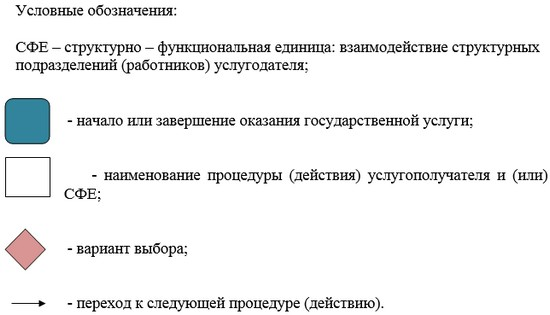 Условные обозначения:
СФЕ – структурно – функциональная единица: взаимодействие структурных
подразделений (работников) услугодателя;
- начало или завершение оказания государственной услуги;
- наименование процедуры (действия) услугополучателя и (или)
СФЕ;
- вариант выбора;
- переход к следующей процедуре (действию).